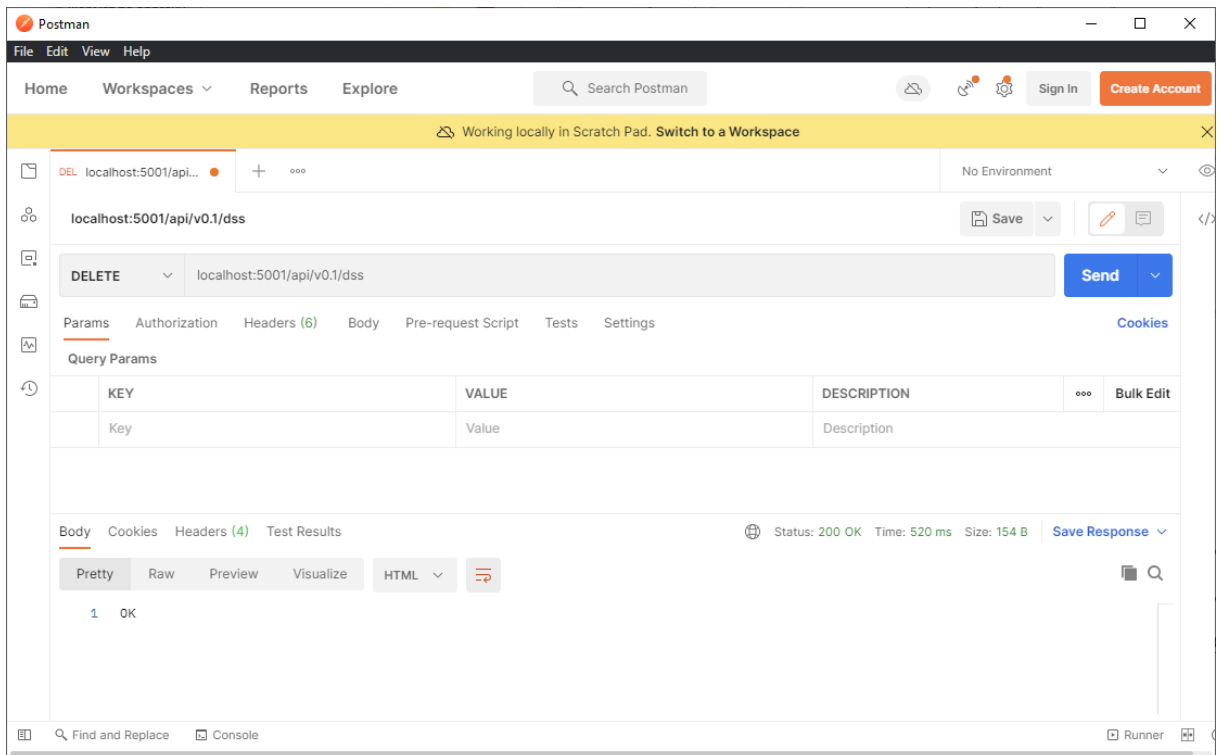 Postman
File Edit View Help
Home Workspaces Reports Explore Search Postman Sign In Create Account
Working locally in Scratch Pad. Switch to a Workspace
DEL localhost:5001/api... No Environment
localhost:5001/api/v0.1/dss Save
DELETE localhost:5001/api/v0.1/dss Send
Params Authorization Headers (6) Body Pre-request Script Tests Settings Cookies
Query Params
KEY VALUE DESCRIPTION Bulk Edit
Key Value Description
Body Cookies Headers (4) Test Results Status: 200 OK Time: 520 ms Size: 154 B Save Response
Pretty Raw Preview Visualize HTML
1 OK
Find and Replace Console Runner